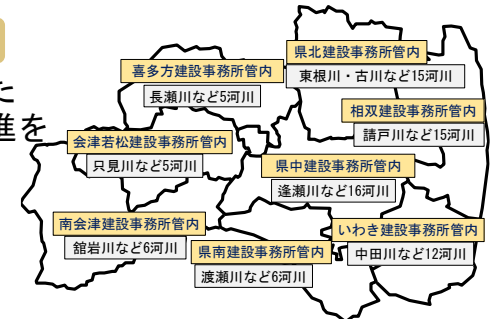 た
進を
県北建設事務所管内
東根川・古川など15河川
喜多方建設事務所管内
長瀬川など5河川
相双建設事務所管内
請戸川など15河川
会津若松建設事務所管内
只見川など5河川
県中建設事務所管内
逢瀬川など16河川
南会津建設事務所管内
舘岩川など6河川
県南建設事務所管内
渡瀬川など6河川
いわき建設事務所管内
中田川など12河川